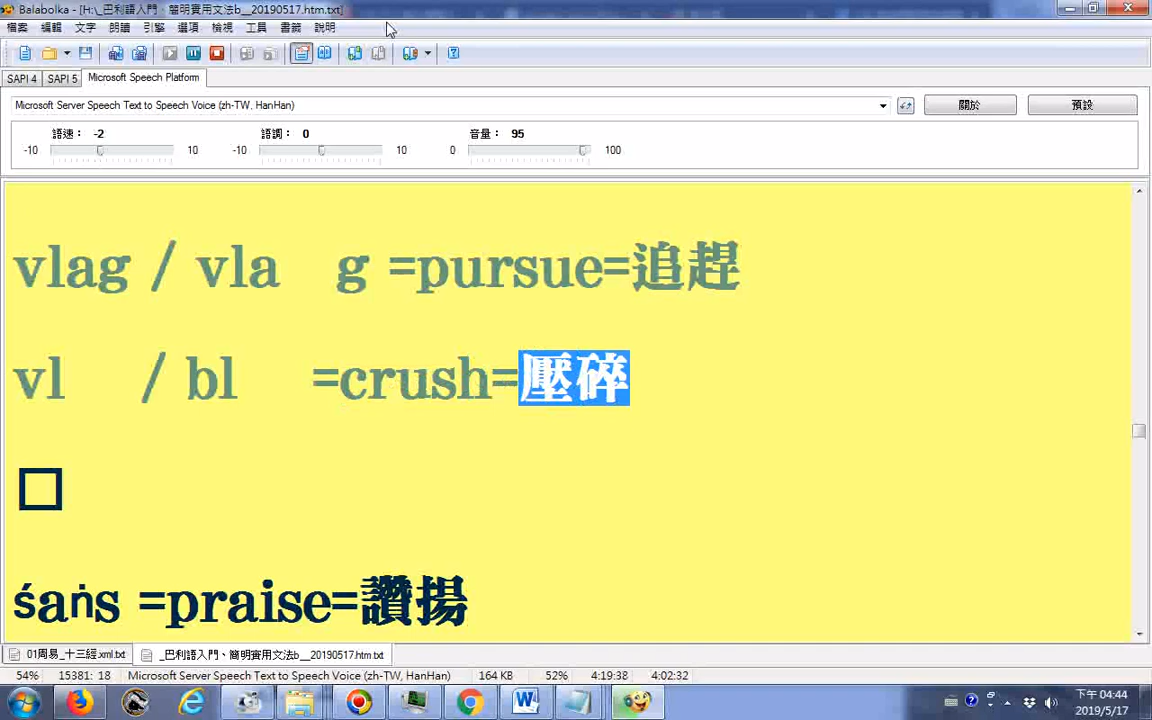 Balabolka - [H:\_巴利語入門、簡明實用文法b__20190517.htm.txt]
檔案 編輯 文字 朗讀 引擎 選項 檢視 工具 書籤 說明
SAPI 4 SAPI 5 Microsoft Speech Platform
Microsoft Server Speech Text to Speech Voice (zh-TW, HanHan) 關於 預設
語速： -2 語調： 0 音量： 95
-10 10 -10 10 0 100
vlag / vla g =pursue=追趕
vl / bl =crush=壓碎
śaṅs =praise=讚揚
01周易_十三經.xml.txt _巴利語入門、簡明實用文法b__20190517.htm.txt
54% 15381: 18 Microsoft Server Speech Text to Speech Voice (zh-TW, HanHan) 164 KB 52% 4:19:38 4:02:32
下午 04:44
2019/5/17